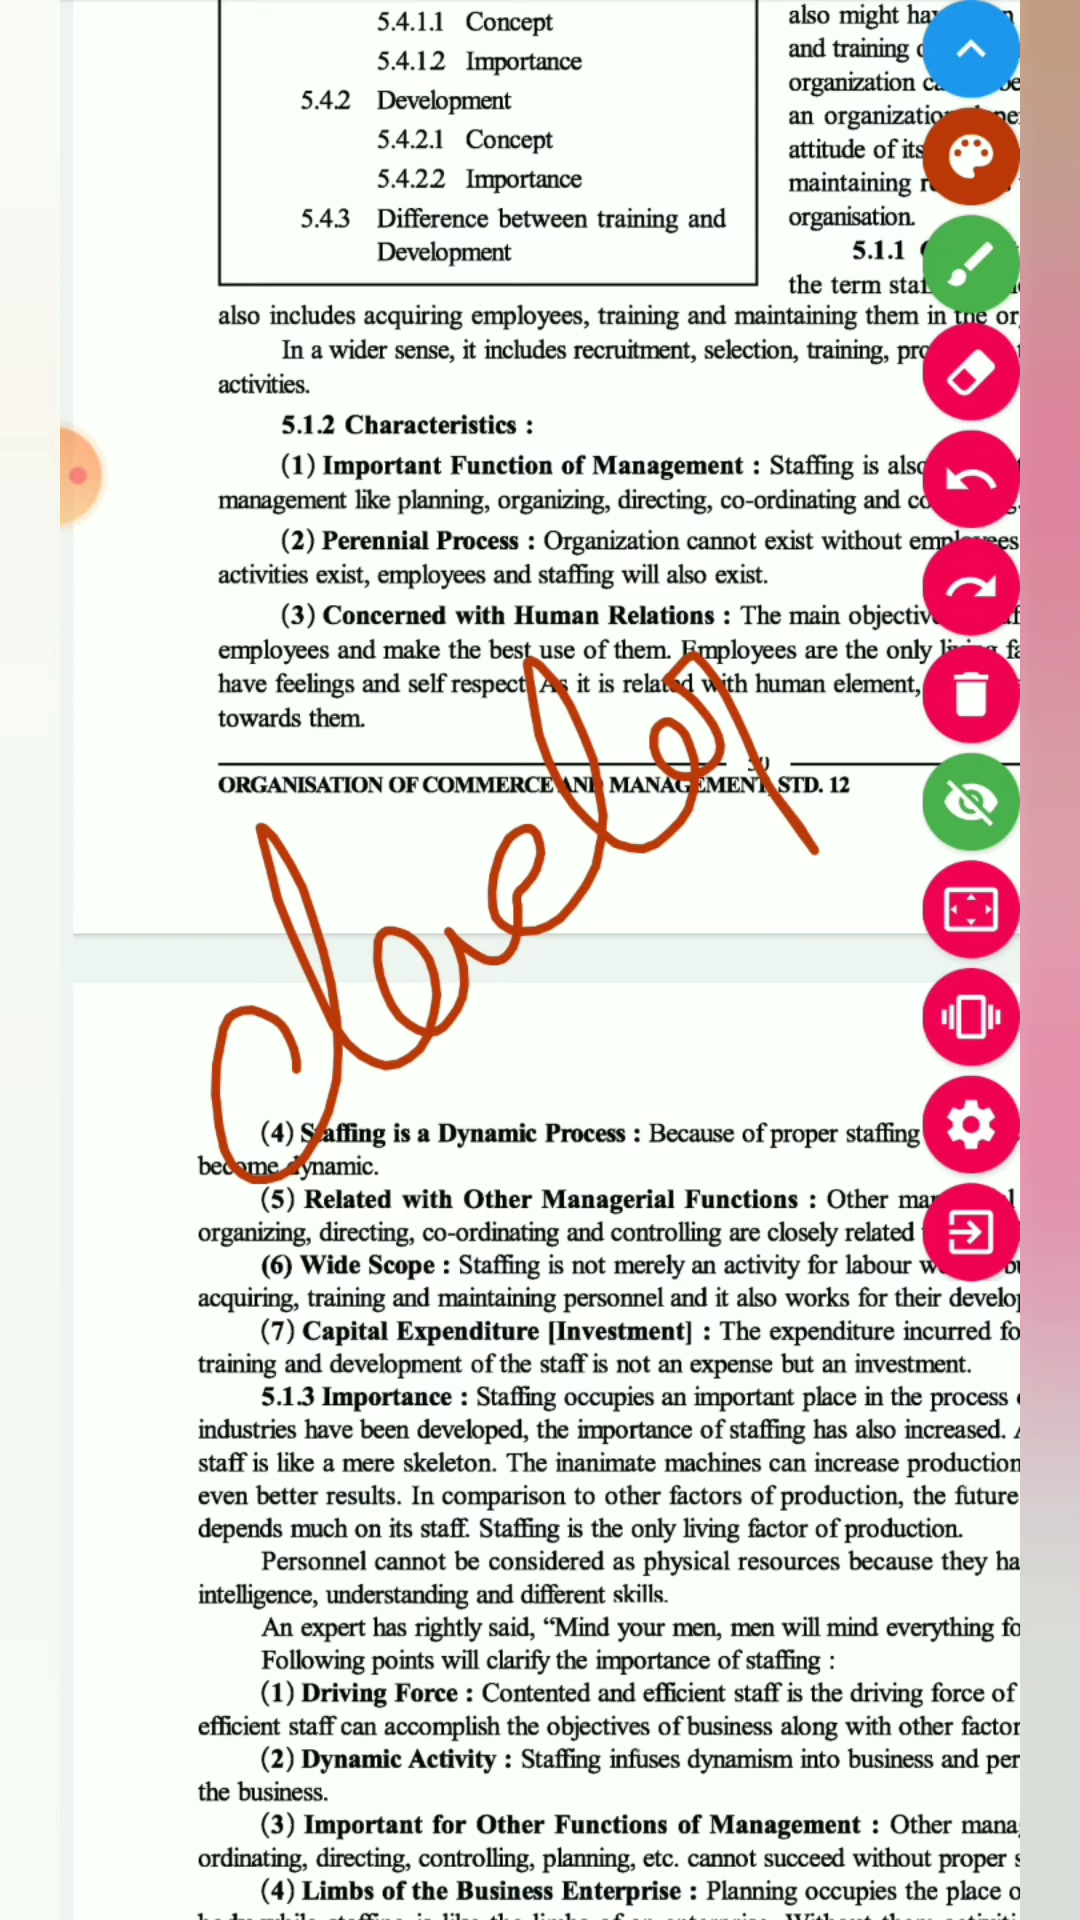 5.4.1.1 Concept
5.4.1.2 Importance
5.4.2 Development
5.4.2.1 Concept
5.4.2.2 Importance
5.4.3 Difference between training and
Development
also might
and training
organization
an
attitude of its
maintaining
organisation.
5.1.1
the term
also includes acquiring employees, training and maintaining them in the
In a wider sense, it includes recruitment, selection, training,
activities.
5.1.2 Characteristics :
(1) Important Function of Management : Staffing is also
management like planning, organizing, directing, co-ordinating and
(2) Perennial Process : Organization cannot exist without employees
activities exist, employees and staffing will also exist.
(3) Concerned with Human Relations : The main
employees and make the best use of them. Employees are the only living
have feelings and self respect. As it is related with human element,
towards them.
ORGANISATION OF COMMERCE AND MANAGEMENT, STD. 12
(4) Staffing is a Dynamic Process : Because of proper staffing
become dynamic.
(5) Related with Other Managerial Functions : Other
organizing, directing, co-ordinating and controlling are closely related
(6) Wide Scope : Staffing is not merely an activity for labour
acquiring, training and maintaining personnel and it also works for their
(7) Capital Expenditure [Investment] : The expenditure incurred
training and development of the staff is not an expense but an investment.
5.1.3 Importance : Staffing occupies an important place in the process
industries have been developed, the importance of staffing has also increased.
staff is like a mere skeleton. The inanimate machines can increase production
even better results. In comparison to other factors of production, the future
depends much on its staff. Staffing is the only living factor of production.
Personnel cannot be considered as physical resources because they
intelligence, understanding and different skills.
An expert has rightly said, “Mind your men, men will mind everything
Following points will clarify the importance of staffing :
(1) Driving Force : Contented and efficient staff is the driving force of
efficient staff can accomplish the objectives of business along with other
(2) Dynamic Activity : Staffing infuses dynamism into business and
the business.
(3) Important for Other Functions of Management : Other
ordinating, directing, controlling, planning, etc. cannot succeed without proper
(4) Limbs of the Business Enterprise : Planning occupies the place